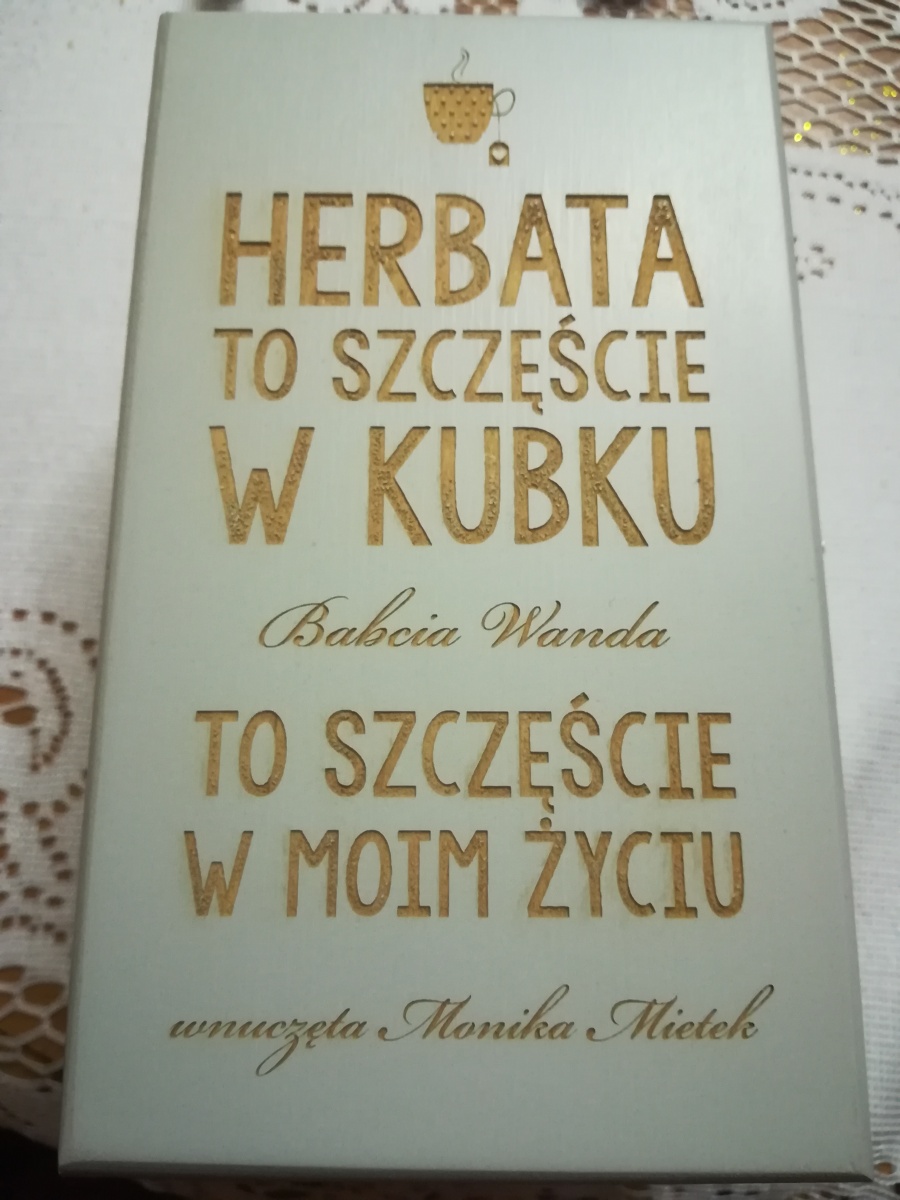 HERBATA
TO SZCZĘŚCIE
W KUBKU
Babcia Wanda
TO SZCZĘŚCIE
W MOIM ŻYCIU
wnuczęta Monika Mietek